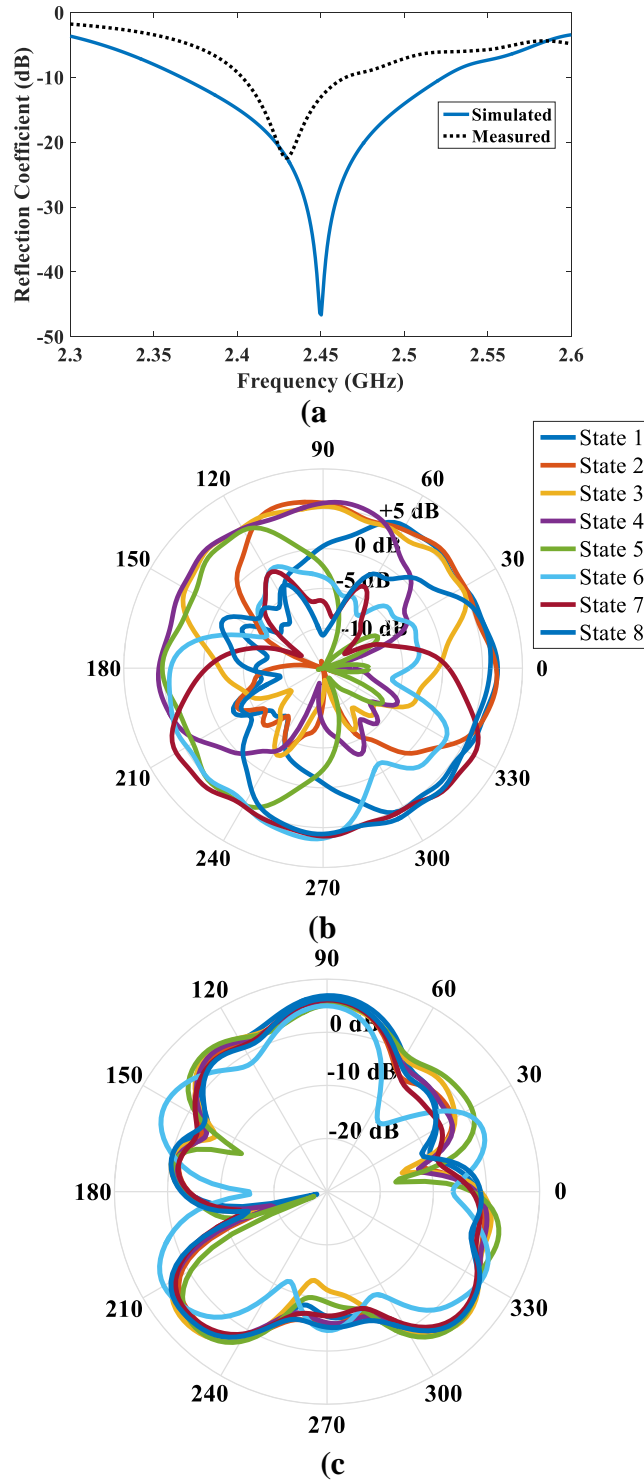 0
-10
-20
-30
-40
-50
Reflection Coefficient (dB)
Simulated
Measured
2.3
2.35
2.4
2.45
2.5
2.55
2.6
Frequency (GHz)
(a
State 1
State 2
State 3
State 4
State 5
State 6
State 7
State 8
90
120
60
+5 dB
150
0 dB
30
-5 dB
-10 dB
180
0
210
330
240
300
270
(b
90
120
60
0 dB
150
-10 dB
30
-20 dB
180
0
210
330
240
300
270
(c